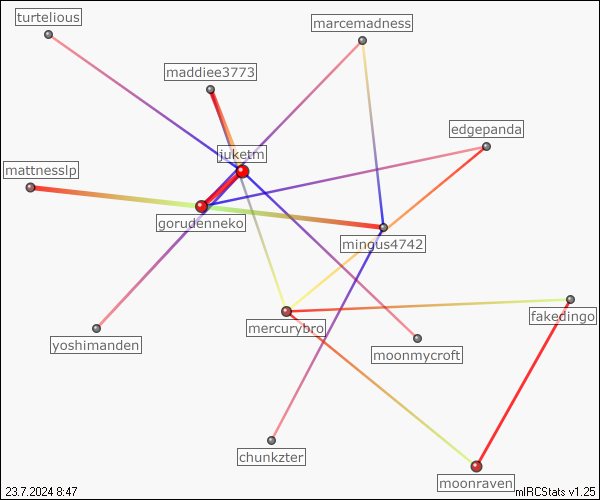 turtelious
marcemadness
maddiee3773
edgepanda
juketm
mattnesslp
gorudenneko
mingus4742
fakedingo
mercurybro
yoshimanden
moonmycroft
chunkzter
moonraven
23.7.2024 8:47
mIRCStats v1.25